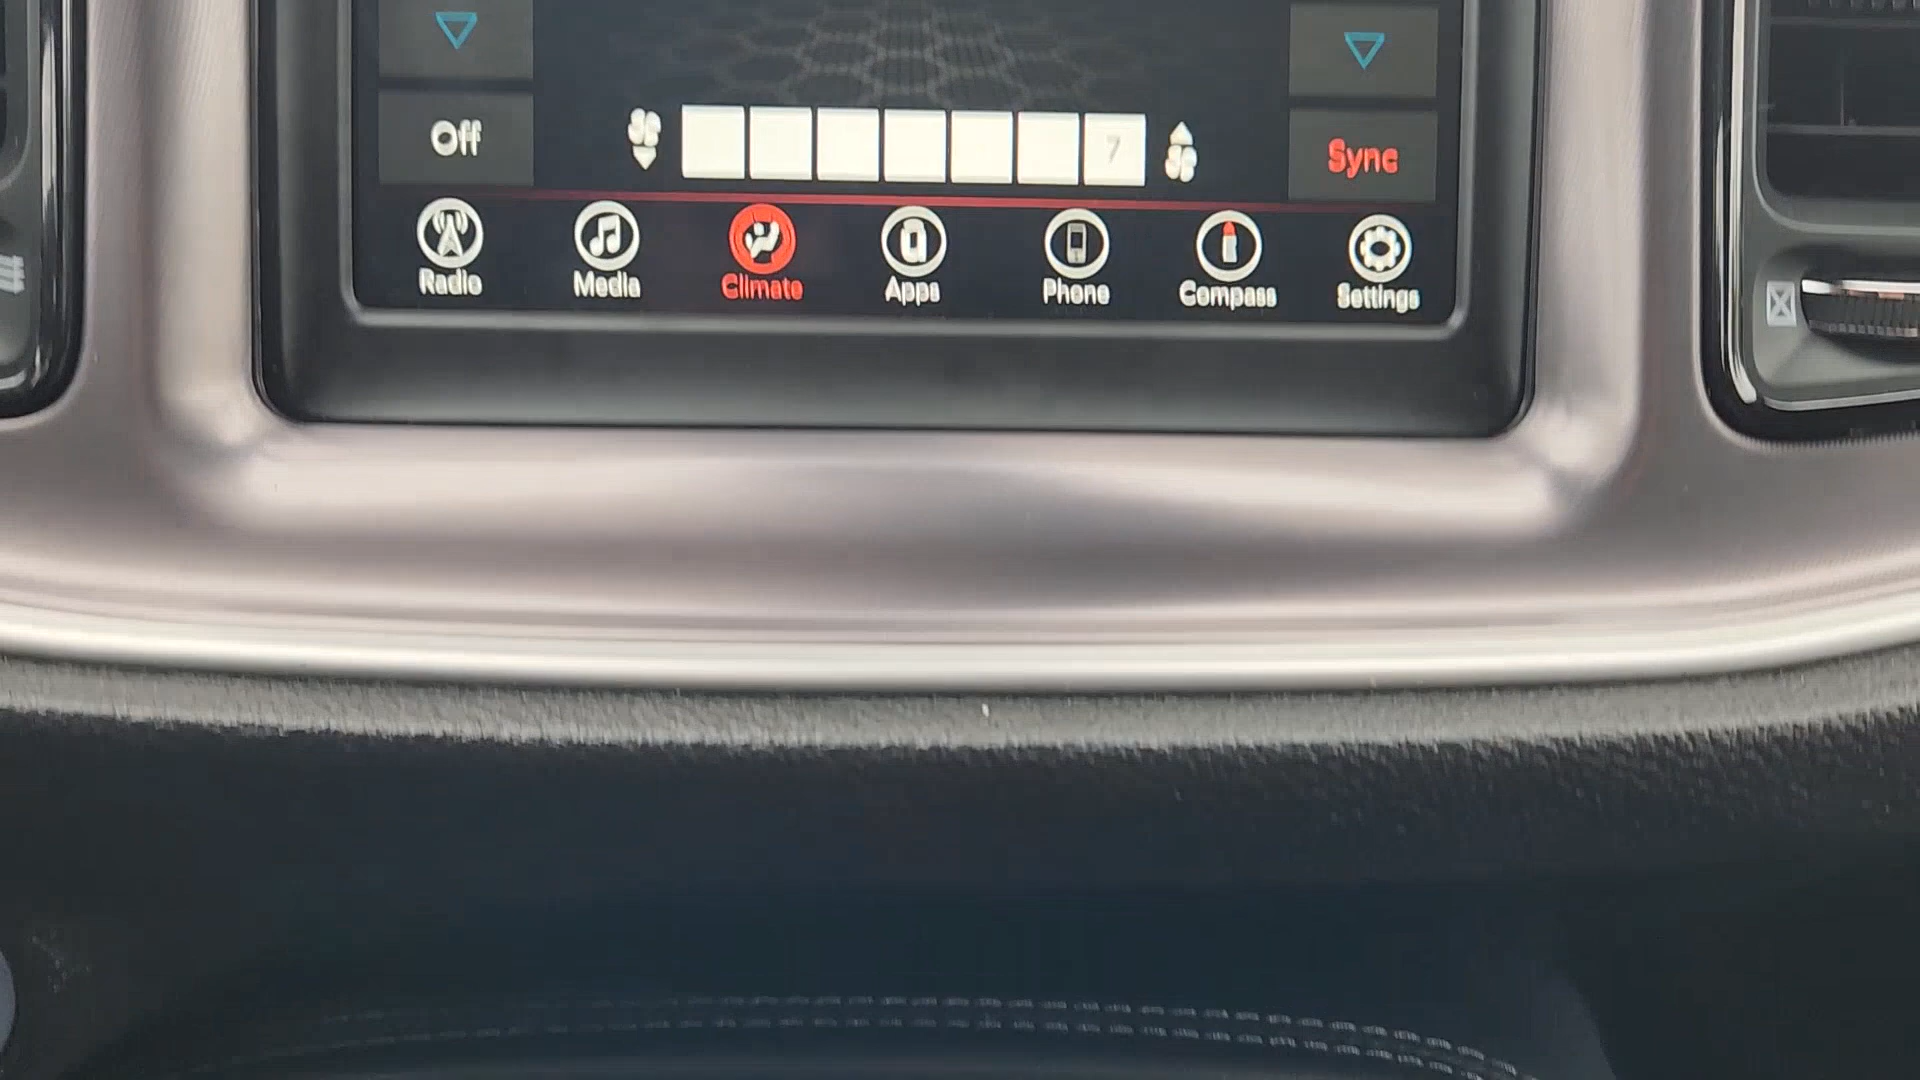 Off
7
Sync
Radio
Media
Climate
Apps
Phone
Compass
Settings